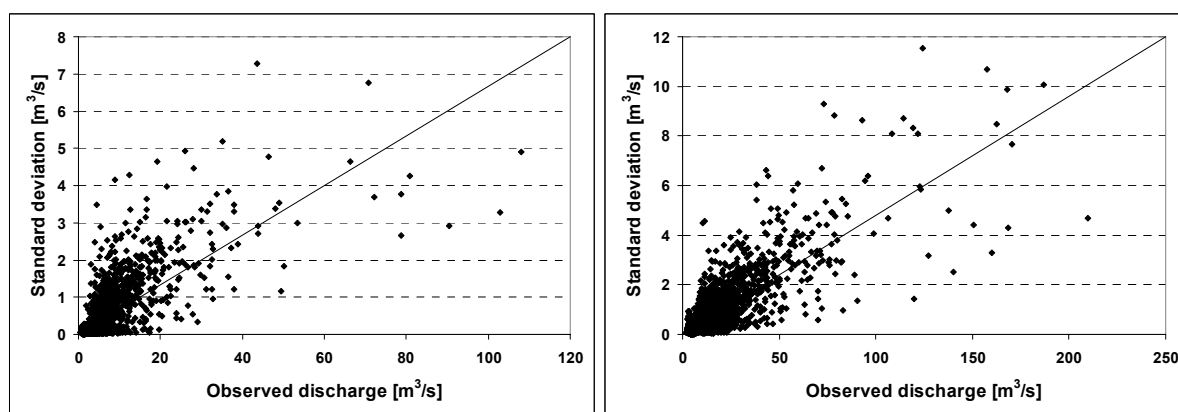 8
7
6
5
4
3
2
1
0
Standard deviation [m³/s]
0 20 40 60 80 100 120
Observed discharge [m³/s]
12
10
8
6
4
2
0
Standard deviation [m³/s]
0 50 100 150 200 250
Observed discharge [m³/s]